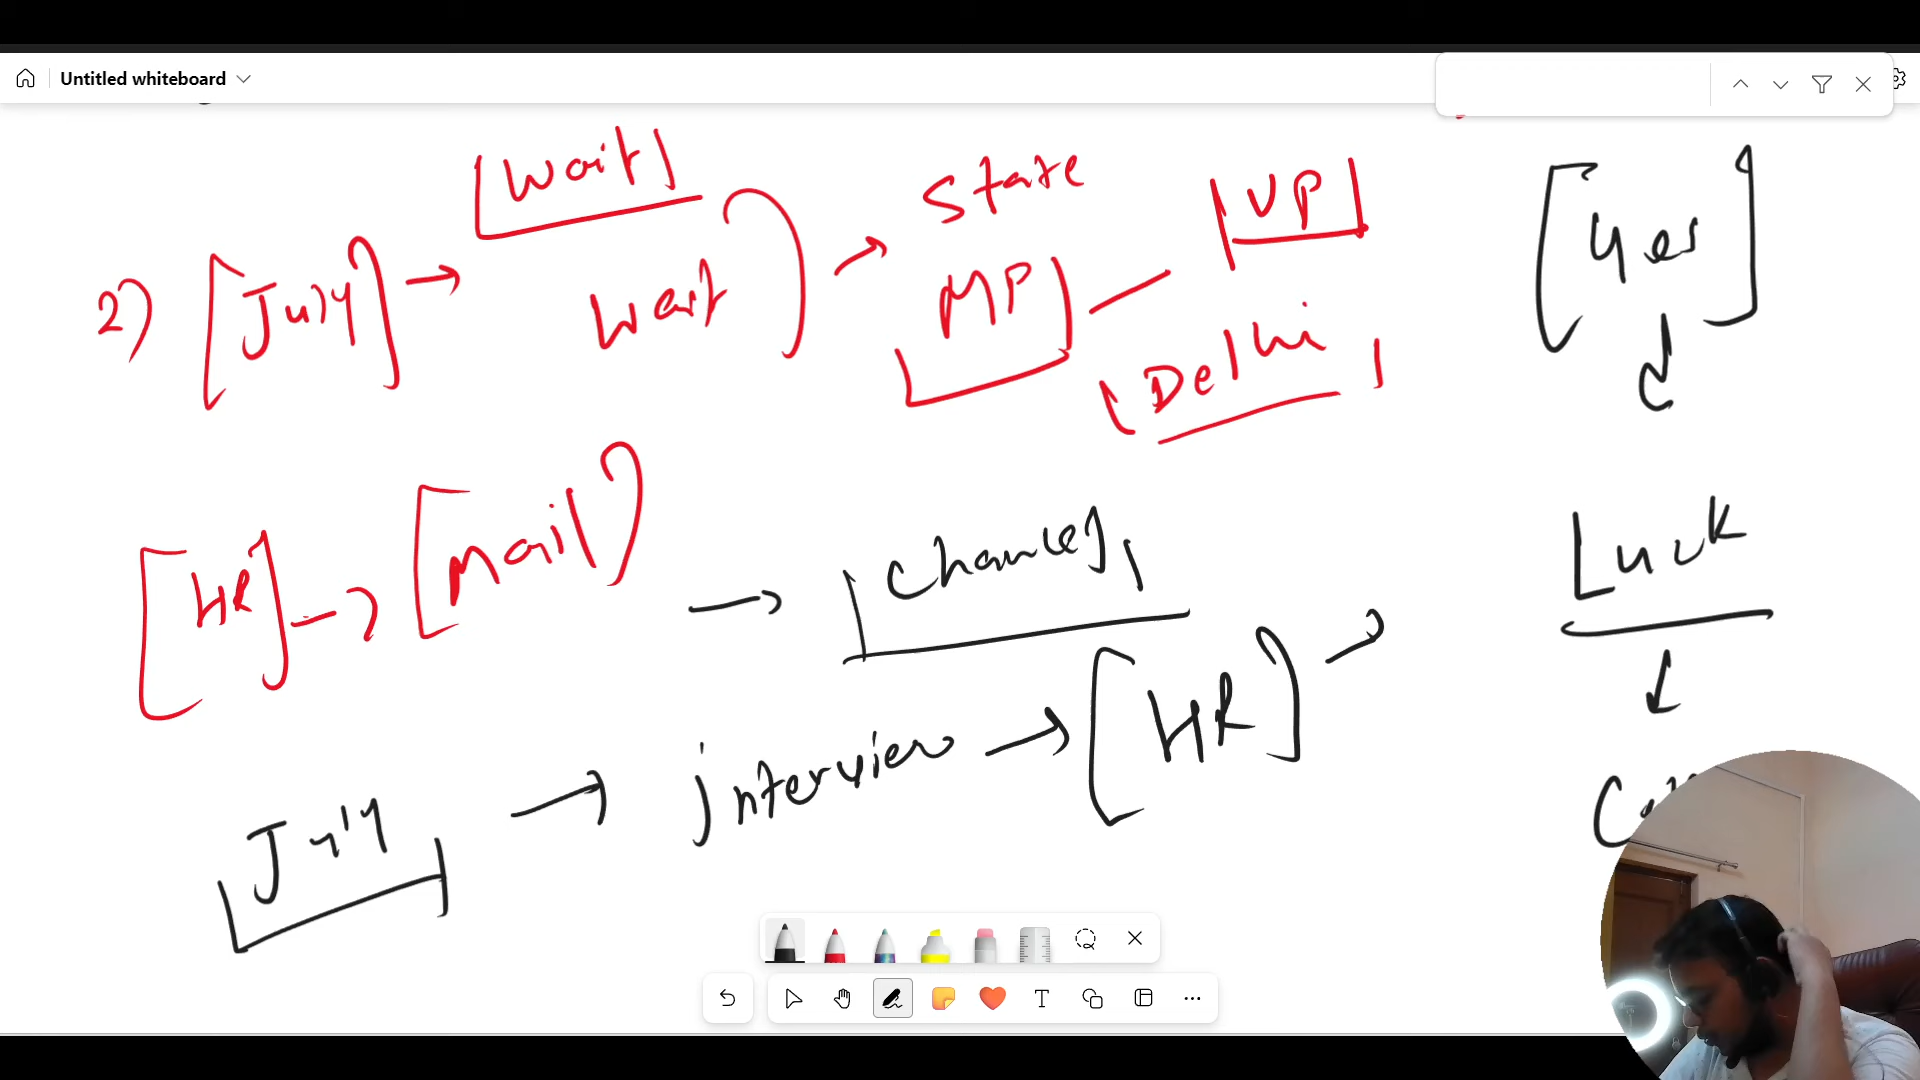 Untitled whiteboard
[Wait]
2) [July] → Wait) → State
MP] — [UP]
[Delhi]
[Yes]
[HR] → [Mail) → [Chance],
Luck
July → interview → [HR] →